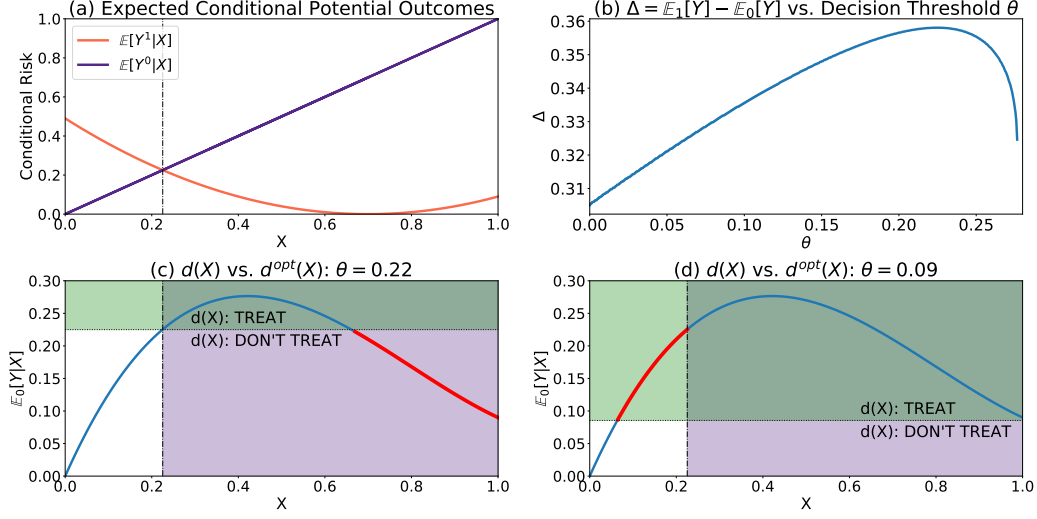 (a) Expected Conditional Potential Outcomes
1.0
0.8
0.6
0.4
0.2
0.0
Conditional Risk
𝔼[Y¹|X]
𝔼[Y⁰|X]
0.0 0.2 0.4 0.6 0.8 1.0
X
(b) Δ = 𝔼₁[Y] − 𝔼₀[Y] vs. Decision Threshold θ
0.36
0.35
0.34
0.33
0.32
0.31
Δ
0.00 0.05 0.10 0.15 0.20 0.25
θ
(c) d(X) vs. d^{opt}(X): θ = 0.22
0.30
0.25
0.20
0.15
0.10
0.05
0.00
𝔼₀[Y|X]
d(X): TREAT
d(X): DON'T TREAT
0.0 0.2 0.4 0.6 0.8 1.0
X
(d) d(X) vs. d^{opt}(X): θ = 0.09
0.30
0.25
0.20
0.15
0.10
0.05
0.00
𝔼₀[Y|X]
d(X): TREAT
d(X): DON'T TREAT
0.0 0.2 0.4 0.6 0.8 1.0
X